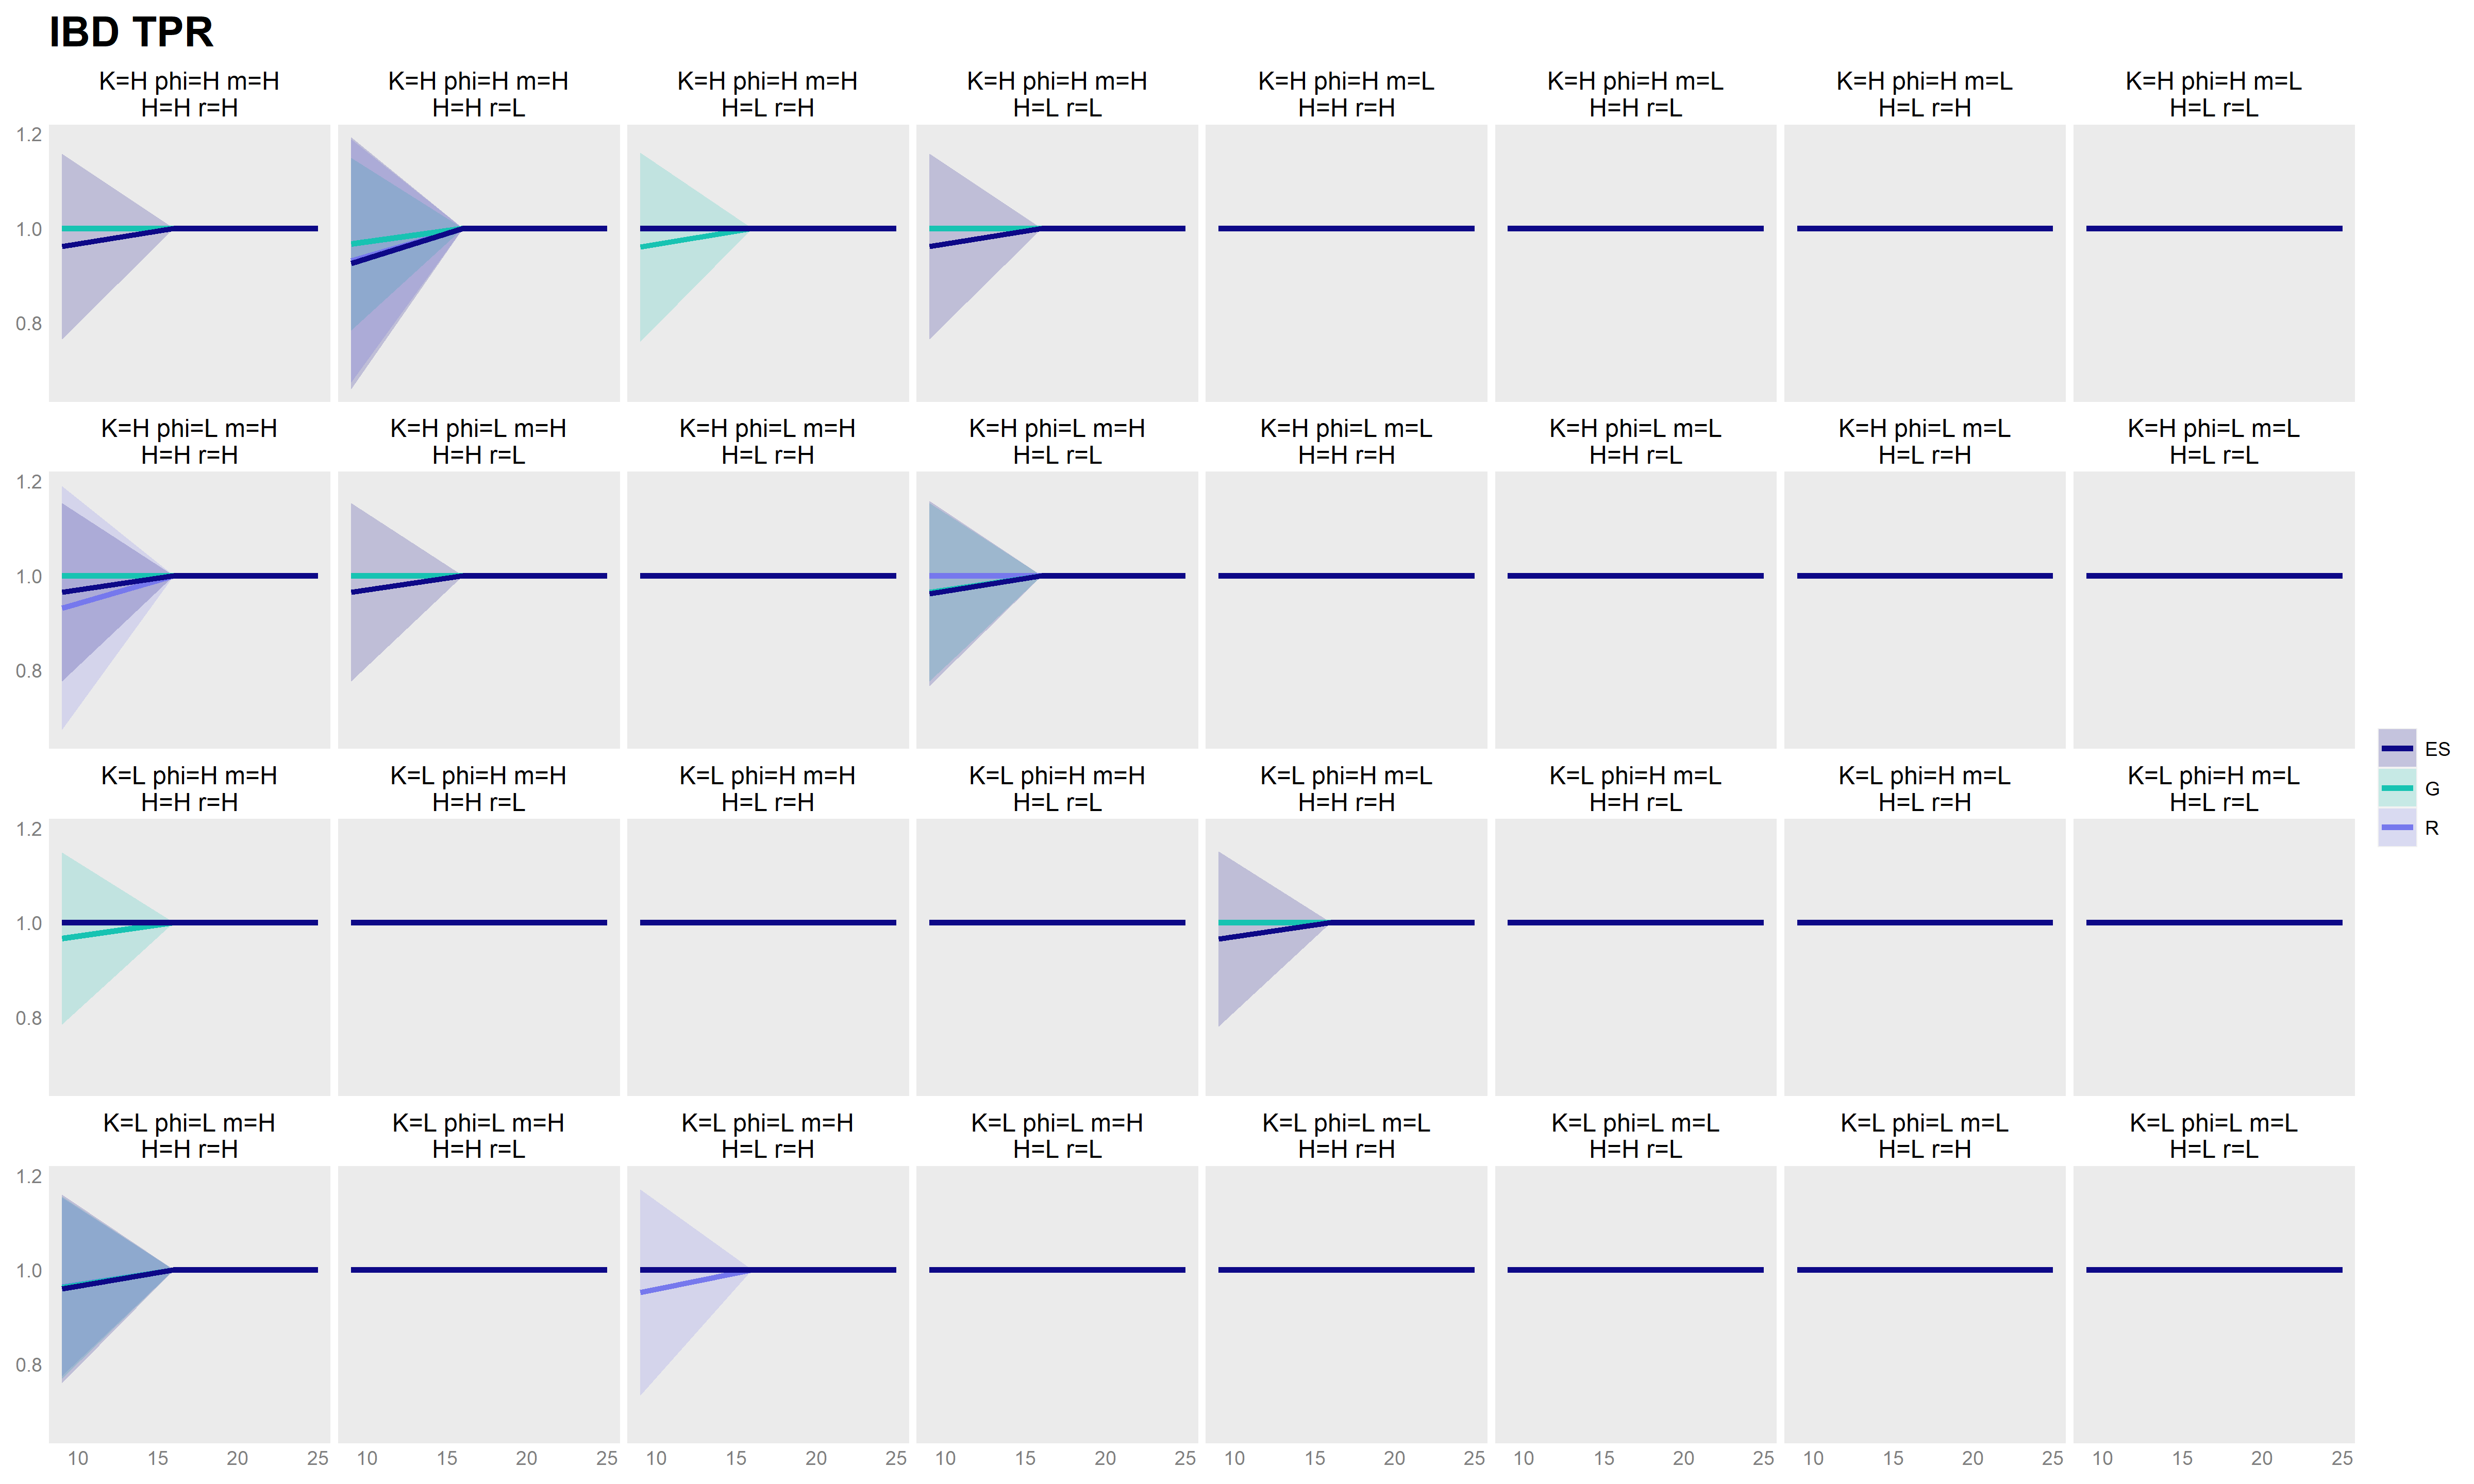 IBD TPR
K=H phi=H m=H
H=H r=H
K=H phi=H m=H
H=H r=L
K=H phi=H m=H
H=L r=H
K=H phi=H m=H
H=L r=L
K=H phi=H m=L
H=H r=H
K=H phi=H m=L
H=H r=L
K=H phi=H m=L
H=L r=H
K=H phi=H m=L
H=L r=L
1.2
1.0
0.8
K=H phi=L m=H
H=H r=H
K=H phi=L m=H
H=H r=L
K=H phi=L m=H
H=L r=H
K=H phi=L m=H
H=L r=L
K=H phi=L m=L
H=H r=H
K=H phi=L m=L
H=H r=L
K=H phi=L m=L
H=L r=H
K=H phi=L m=L
H=L r=L
1.2
1.0
0.8
K=L phi=H m=H
H=H r=H
K=L phi=H m=H
H=H r=L
K=L phi=H m=H
H=L r=H
K=L phi=H m=H
H=L r=L
K=L phi=H m=L
H=H r=H
K=L phi=H m=L
H=H r=L
K=L phi=H m=L
H=L r=H
K=L phi=H m=L
H=L r=L
1.2
1.0
0.8
K=L phi=L m=H
H=H r=H
K=L phi=L m=H
H=H r=L
K=L phi=L m=H
H=L r=H
K=L phi=L m=H
H=L r=L
K=L phi=L m=L
H=H r=H
K=L phi=L m=L
H=H r=L
K=L phi=L m=L
H=L r=H
K=L phi=L m=L
H=L r=L
1.2
1.0
0.8
10 15 20 25
10 15 20 25
10 15 20 25
10 15 20 25
10 15 20 25
10 15 20 25
10 15 20 25
10 15 20 25
ES
G
R